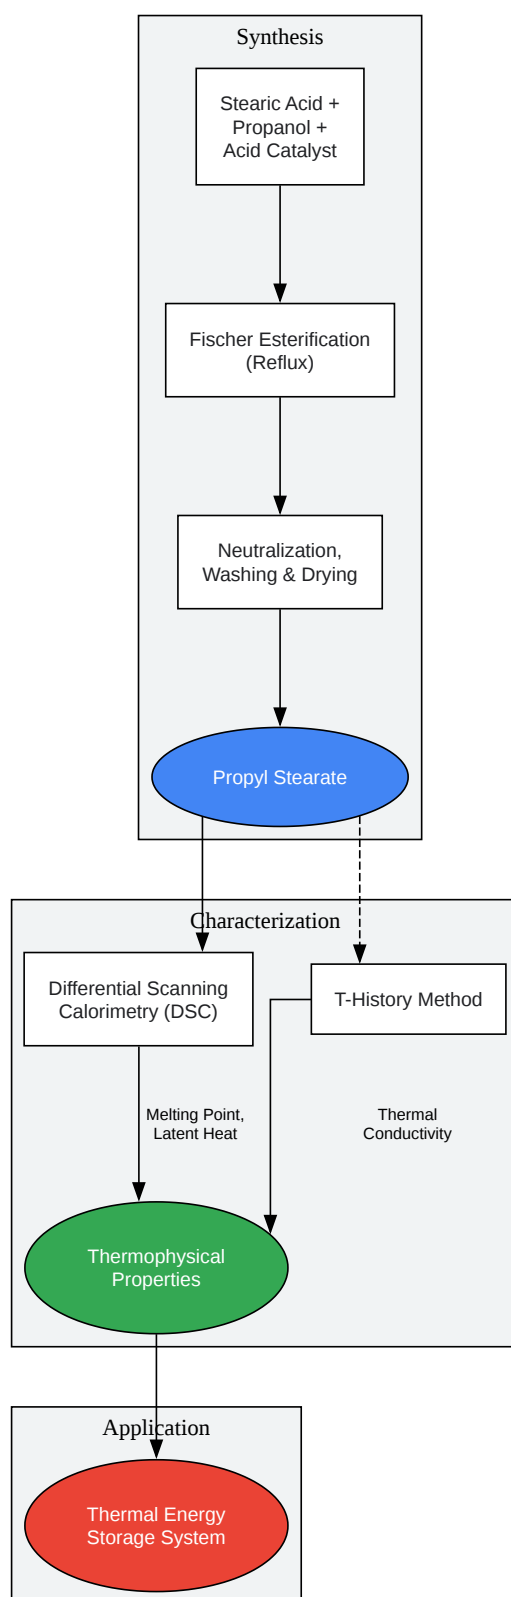 Synthesis
Stearic Acid +
Propanol +
Acid Catalyst
Fischer Esterification
(Reflux)
Neutralization,
Washing & Drying
Propyl Stearate
Characterization
Differential Scanning
Calorimetry (DSC)
T-History Method
Melting Point,
Latent Heat
Thermal
Conductivity
Thermophysical
Properties
Application
Thermal Energy
Storage System